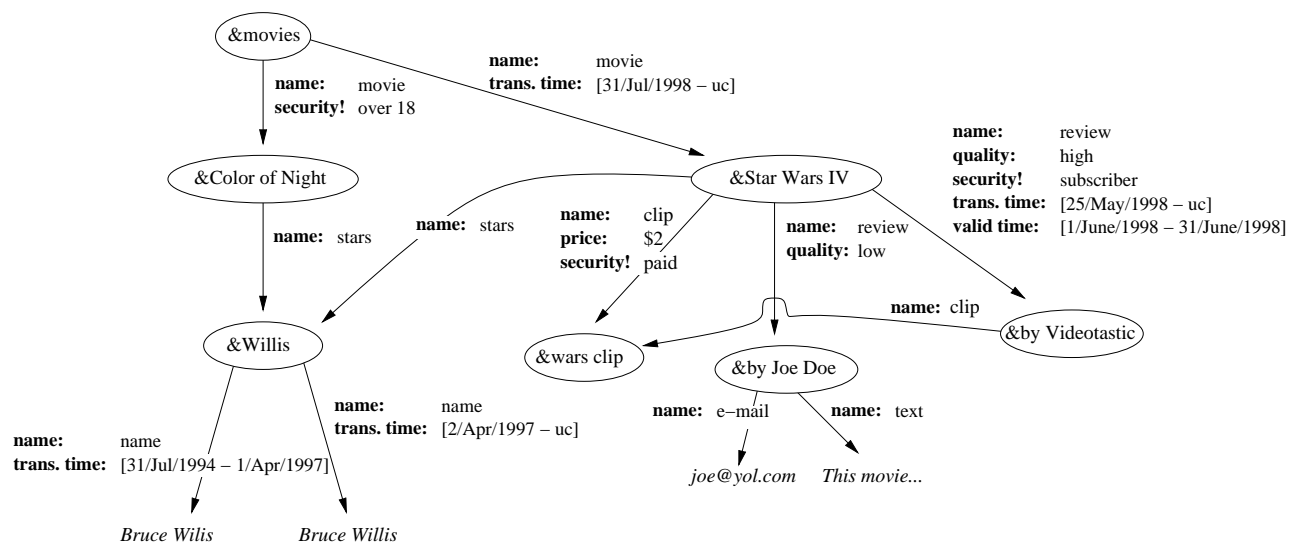 &movies
name: movie
trans. time: [31/Jul/1998 – uc]
name: movie
security! over 18
name: review
quality: high
security! subscriber
trans. time: [25/May/1998 – uc]
valid time: [1/June/1998 – 31/June/1998]
&Color of Night
&Star Wars IV
name: stars
name: stars
name: clip
price: $2
security! paid
name: review
quality: low
name: clip
&Willis
&wars clip
&by Joe Doe
&by Videotastic
name: name
trans. time: [2/Apr/1997 – uc]
name: e–mail
name: text
name: name
trans. time: [31/Jul/1994 – 1/Apr/1997]
joe@yol.com
This movie...
Bruce Wilis
Bruce Willis